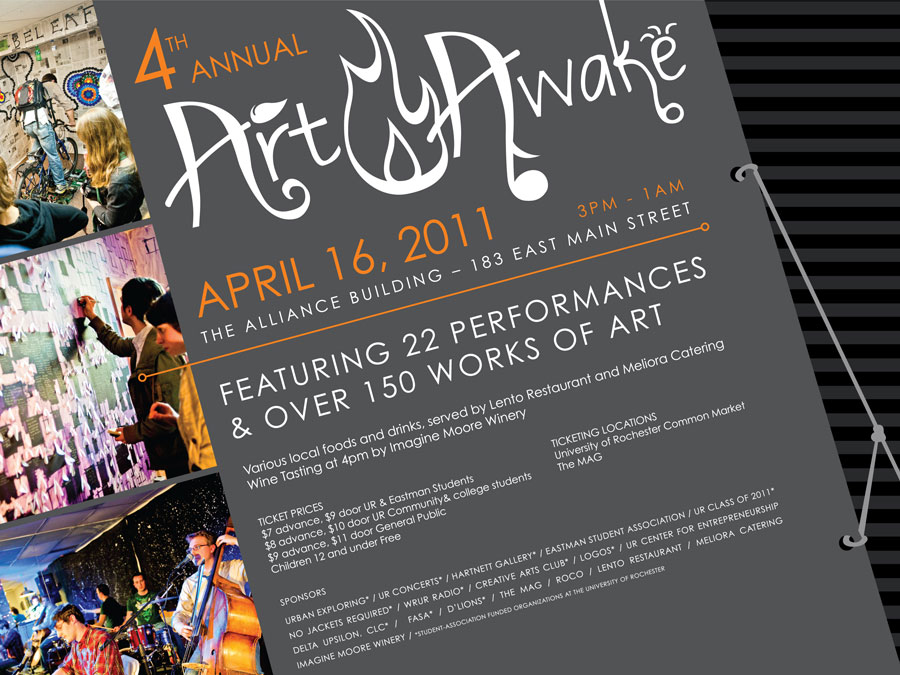 BELEAF
4TH ANNUAL
Art Awake
APRIL 16, 2011
3PM - 1AM
THE ALLIANCE BUILDING – 183 EAST MAIN STREET
FEATURING 22 PERFORMANCES
& OVER 150 WORKS OF ART
Various local foods and drinks, served by Lento Restaurant and Meliora Catering
Wine Tasting at 4pm by Imagine Moore Winery
TICKET PRICES
$7 advance, $9 door UR & Eastman Students
$8 advance, $10 door UR Community& college students
$9 advance, $11 door General Public
Children 12 and under Free
TICKETING LOCATIONS
University of Rochester Common Market
The MAG
SPONSORS
URBAN EXPLORING* / UR CONCERTS* / HARTNETT GALLERY* / EASTMAN STUDENT ASSOCIATION / UR CLASS OF 2011*
NO JACKETS REQUIRED* / WRUR RADIO* / CREATIVE ARTS CLUB* / LOGOS* / UR CENTER FOR ENTREPRENEURSHIP
DELTA UPSILON, CLC* / FASA* / D'LIONS* / THE MAG / ROCO / LENTO RESTAURANT / MELIORA CATERING
IMAGINE MOORE WINERY / *STUDENT-ASSOCIATION FUNDED ORGANIZATIONS AT THE UNIVERSITY OF ROCHESTER